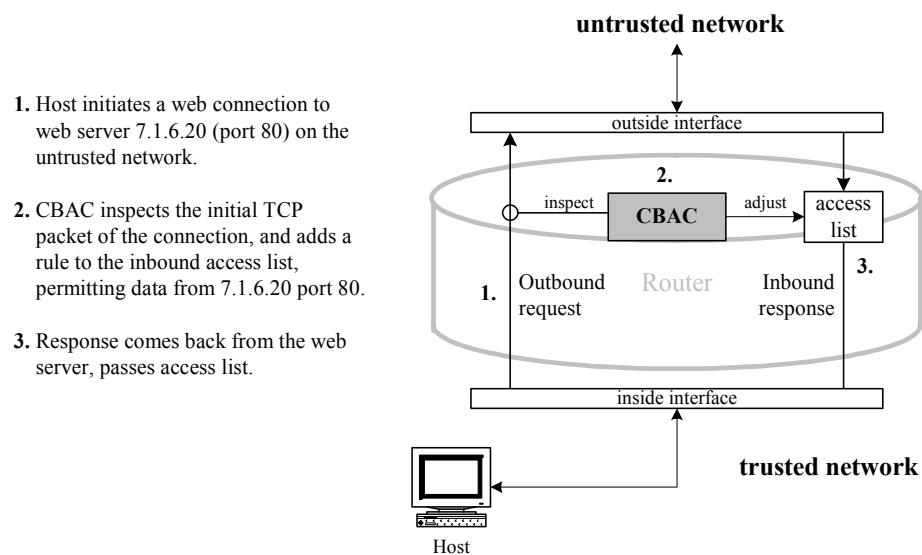 untrusted network
1. Host initiates a web connection to
web server 7.1.6.20 (port 80) on the
untrusted network.
2. CBAC inspects the initial TCP
packet of the connection, and adds a
rule to the inbound access list,
permitting data from 7.1.6.20 port 80.
3. Response comes back from the web
server, passes access list.
outside interface
2.
inspect
CBAC
adjust
access
list
3.
1.
Outbound
request
Router
Inbound
response
inside interface
trusted network
Host